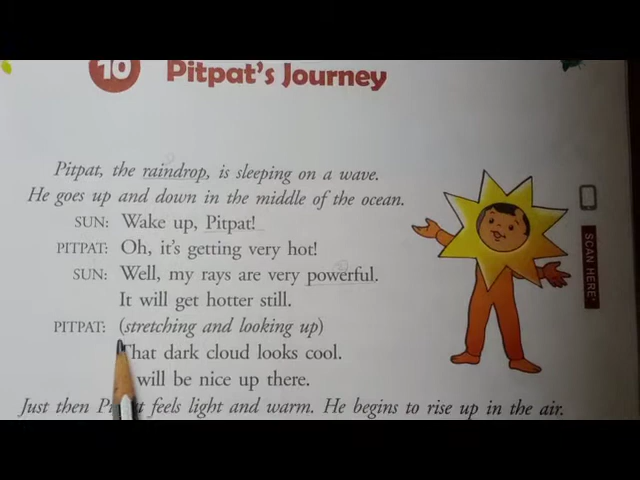 10 Pitpat's Journey
Pitpat, the raindrop, is sleeping on a wave.
He goes up and down in the middle of the ocean.
SUN: Wake up, Pitpat!
PITPAT: Oh, it's getting very hot!
SUN: Well, my rays are very powerful.
It will get hotter still.
PITPAT: (stretching and looking up)
That dark cloud looks cool.
will be nice up there.
Just then feels light and warm. He begins to rise up in the air.
SCAN HERE